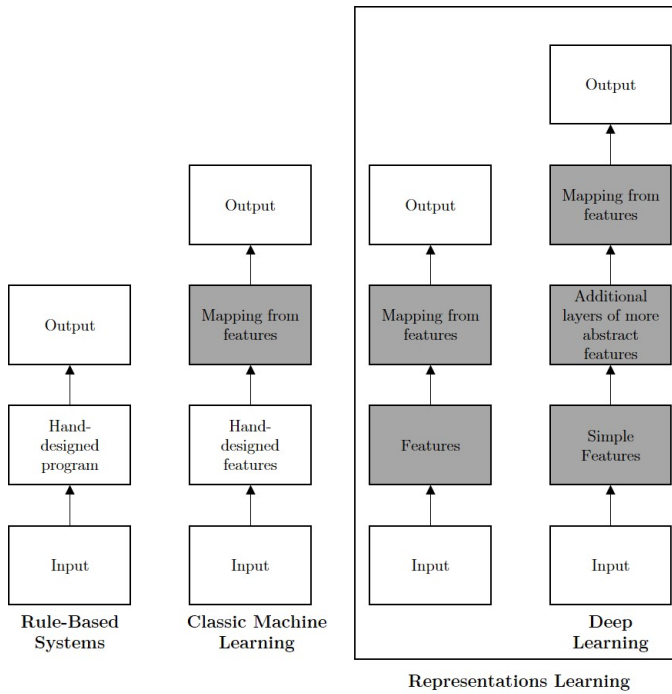 Output
Mapping from
features
Output
Output
Additional
layers of more
abstract
features
Mapping from
features
Mapping from
features
Output
Simple
Features
Features
Hand-
designed
features
Hand-
designed
program
Input
Input
Input
Input
Rule-Based
Systems
Classic Machine
Learning
Deep
Learning
Representations Learning